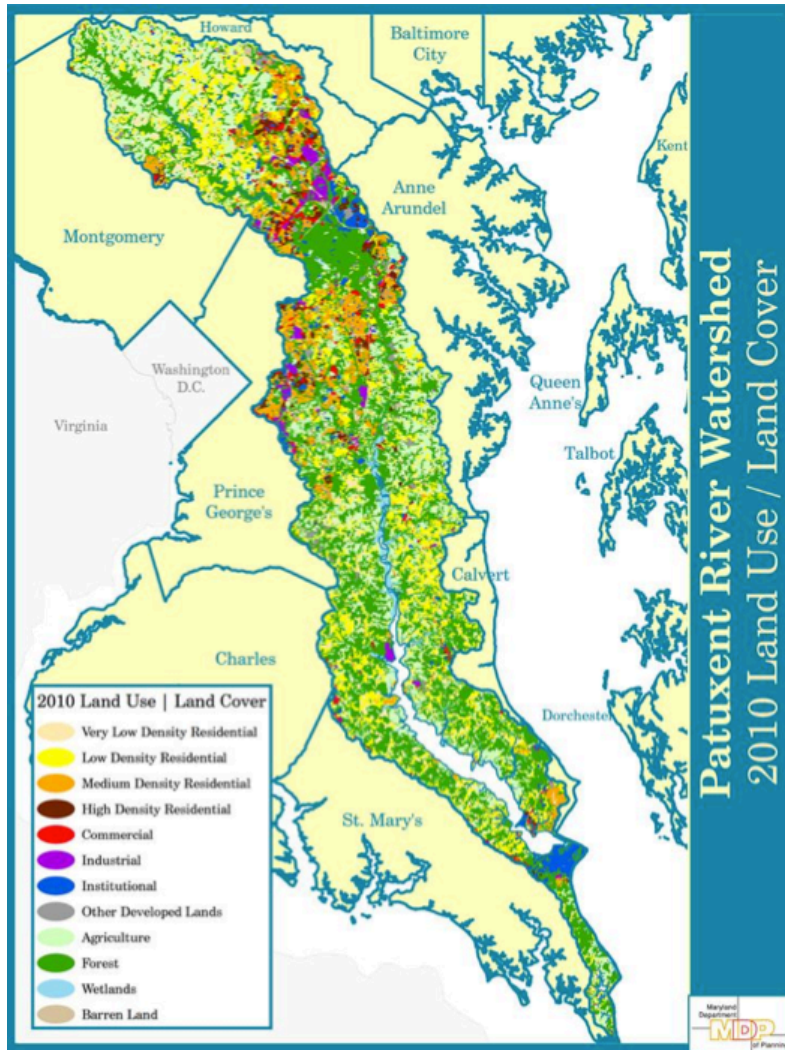 Howard
Baltimore
City
Kent
Anne
Arundel
Montgomery
Washington
D.C.
Queen
Anne's
Virginia
Talbot
Prince
George's
Calvert
Charles
Dorchester
St. Mary's
2010 Land Use | Land Cover
Very Low Density Residential
Low Density Residential
Medium Density Residential
High Density Residential
Commercial
Industrial
Institutional
Other Developed Lands
Agriculture
Forest
Wetlands
Barren Land
Patuxent River Watershed
2010 Land Use / Land Cover
Maryland
Department
MDP
of Planning